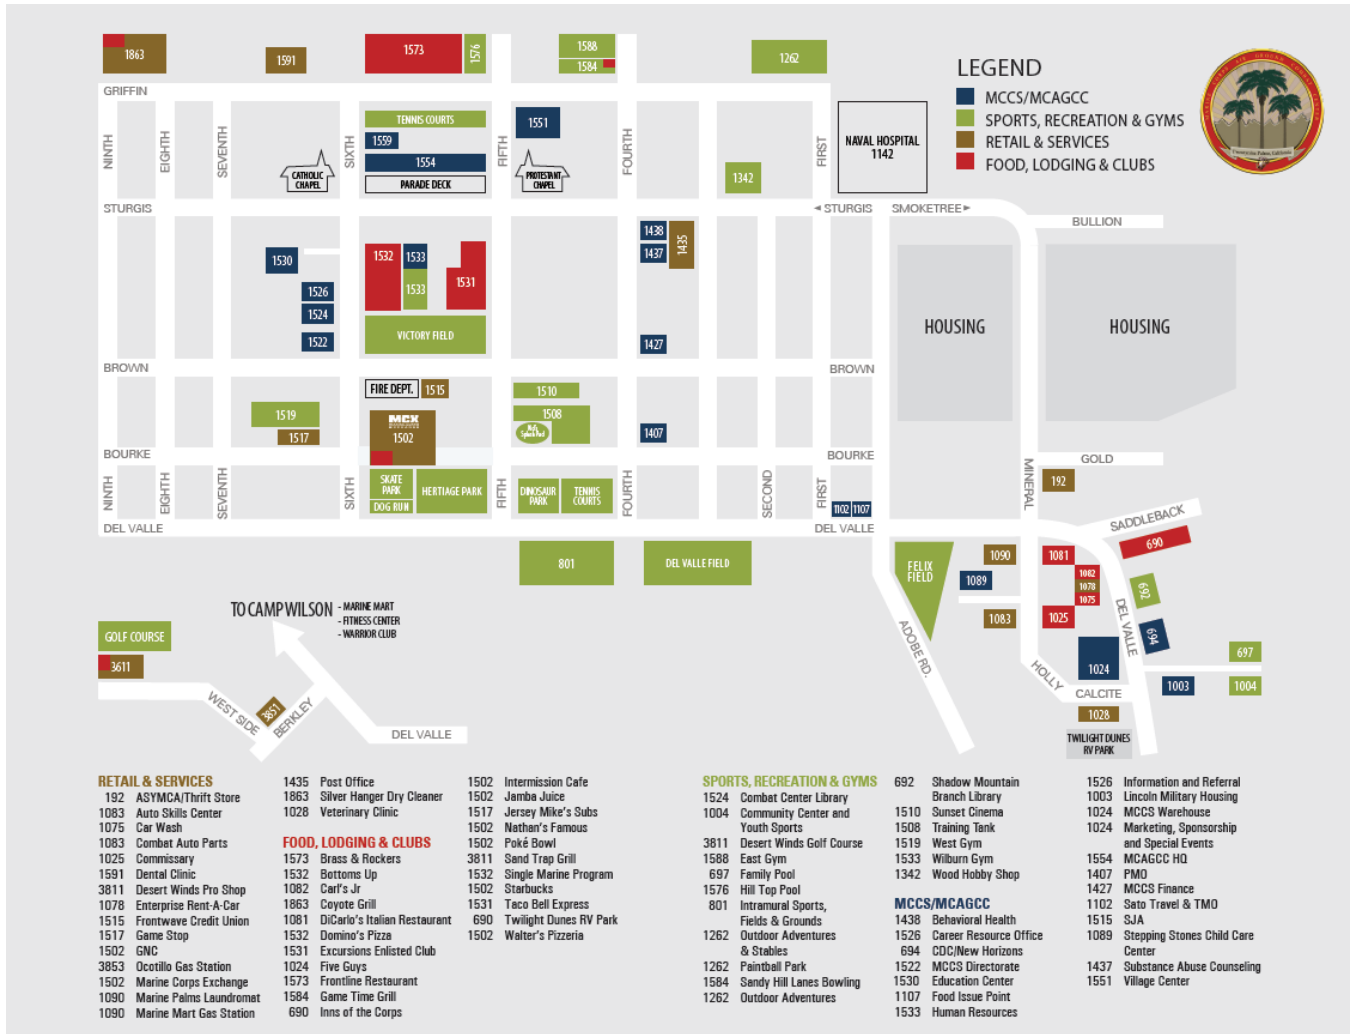 1863
1591
1573
1576
1588
1584
1262
LEGEND
MCCS/MCAGCC
SPORTS, RECREATION & GYMS
RETAIL & SERVICES
FOOD, LODGING & CLUBS
GRIFFIN
NINTH
EIGHTH
SEVENTH
SIXTH
FIFTH
FOURTH
FIRST
TENNIS COURTS
1559
1554
PARADE DECK
1551
CATHOLIC
CHAPEL
PROTESTANT
CHAPEL
1342
NAVAL HOSPITAL
1142
STURGIS
STURGIS
SMOKETREE
BULLION
1530
1526
1524
1522
1532
1533
1533
1531
VICTORY FIELD
1438
1437
1435
1427
HOUSING
HOUSING
BROWN
BROWN
FIRE DEPT.
1515
1519
1517
MCX
1502
1510
1508
1407
BOURKE
BOURKE
GOLD
NINTH
EIGHTH
SEVENTH
SIXTH
FIFTH
FOURTH
SECOND
FIRST
MINERAL
SKATE
PARK
DOG RUN
HERTIAGE PARK
DINOSAUR
PARK
TENNIS
COURTS
1102
1107
192
SADDLEBACK
DEL VALLE
DEL VALLE
801
DEL VALLE FIELD
FELIX
FIELD
1090
1089
1083
1081
1082
1078
1075
1025
690
692
694
DEL VALLE
1024
697
1003
1004
HOLLY
CALCITE
1028
TWILIGHT DUNES
RV PARK
ADOBE RD.
TO CAMP WILSON
- MARINE MART
- FITNESS CENTER
- WARRIOR CLUB
GOLF COURSE
3611
WEST SIDE
3851
BERKLEY
DEL VALLE
RETAIL & SERVICES
192 ASYMCA/Thrift Store
1083 Auto Skills Center
1075 Car Wash
1083 Combat Auto Parts
1025 Commissary
1591 Dental Clinic
3811 Desert Winds Pro Shop
1078 Enterprise Rent-A-Car
1515 Frontwave Credit Union
1517 Game Stop
1502 GNC
3853 Ocotillo Gas Station
1502 Marine Corps Exchange
1090 Marine Palms Laundromat
1090 Marine Mart Gas Station
1435 Post Office
1863 Silver Hanger Dry Cleaner
1028 Veterinary Clinic
FOOD, LODGING & CLUBS
1573 Brass & Rockers
1532 Bottoms Up
1082 Carl's Jr
1863 Coyote Grill
1081 DiCarlo's Italian Restaurant
1532 Domino's Pizza
1531 Excursions Enlisted Club
1024 Five Guys
1573 Frontline Restaurant
1584 Game Time Grill
690 Inns of the Corps
1502 Intermission Cafe
1502 Jamba Juice
1517 Jersey Mike's Subs
1502 Nathan's Famous
1502 Poké Bowl
3811 Sand Trap Grill
1532 Single Marine Program
1502 Starbucks
1531 Taco Bell Express
690 Twilight Dunes RV Park
1502 Walter's Pizzeria
SPORTS, RECREATION & GYMS
1524 Combat Center Library
1004 Community Center and
Youth Sports
3811 Desert Winds Golf Course
1588 East Gym
697 Family Pool
1576 Hill Top Pool
801 Intramural Sports,
Fields & Grounds
1262 Outdoor Adventures
& Stables
1262 Paintball Park
1584 Sandy Hill Lanes Bowling
1262 Outdoor Adventures
692 Shadow Mountain
Branch Library
1510 Sunset Cinema
1508 Training Tank
1519 West Gym
1533 Wilburn Gym
1342 Wood Hobby Shop
MCCS/MCAGCC
1438 Behavioral Health
1526 Career Resource Office
694 CDC/New Horizons
1522 MCCS Directorate
1530 Education Center
1107 Food Issue Point
1533 Human Resources
1526 Information and Referral
1003 Lincoln Military Housing
1024 MCCS Warehouse
1024 Marketing, Sponsorship
and Special Events
1554 MCAGCC HQ
1407 PMO
1427 MCCS Finance
1102 Sato Travel & TMO
1515 SJA
1089 Stepping Stones Child Care
Center
1437 Substance Abuse Counseling
1551 Village Center